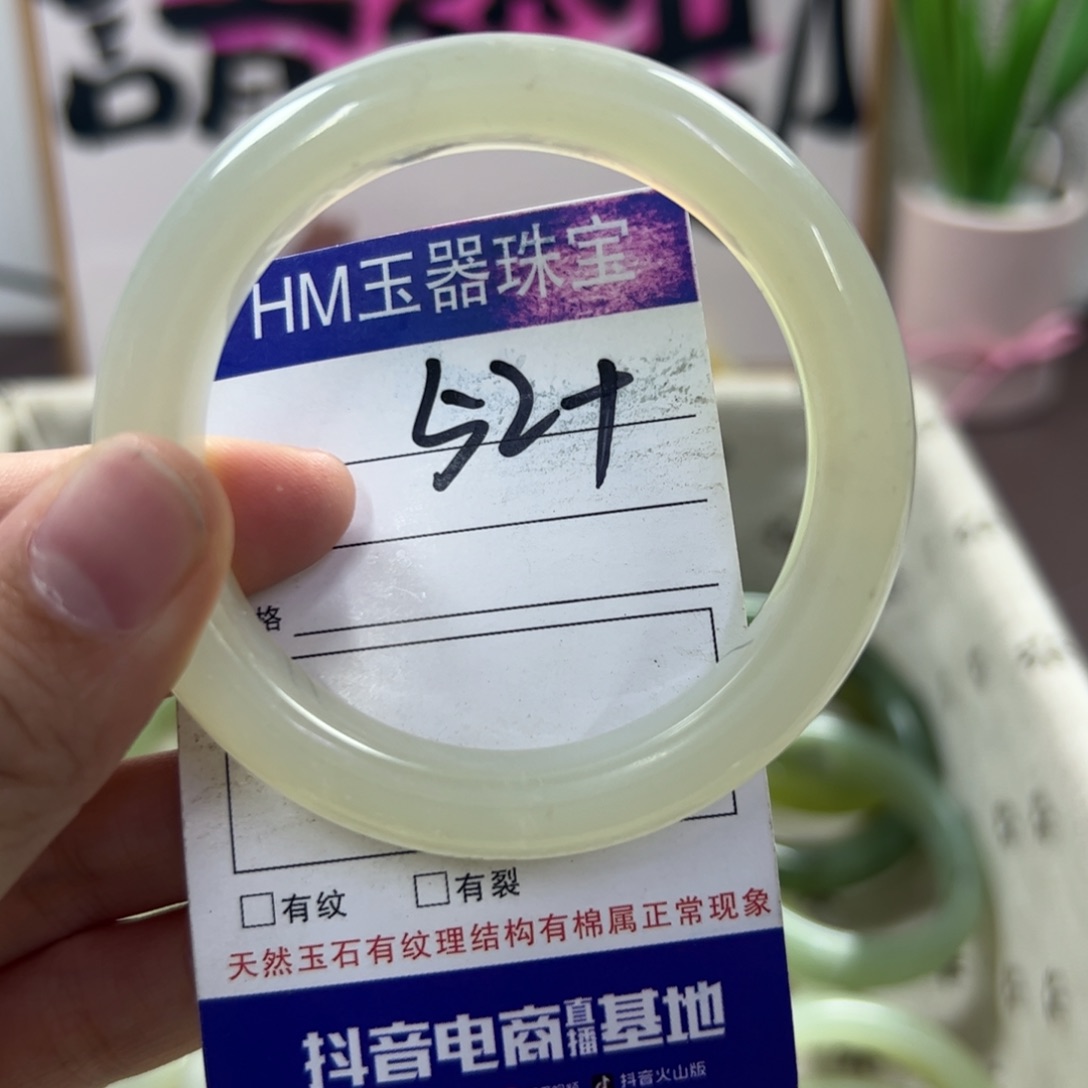 HM玉器珠宝
52+
格
有纹 有裂
天然玉石有纹理结构有棉属正常现象
抖音电商直播基地
抖音火山版